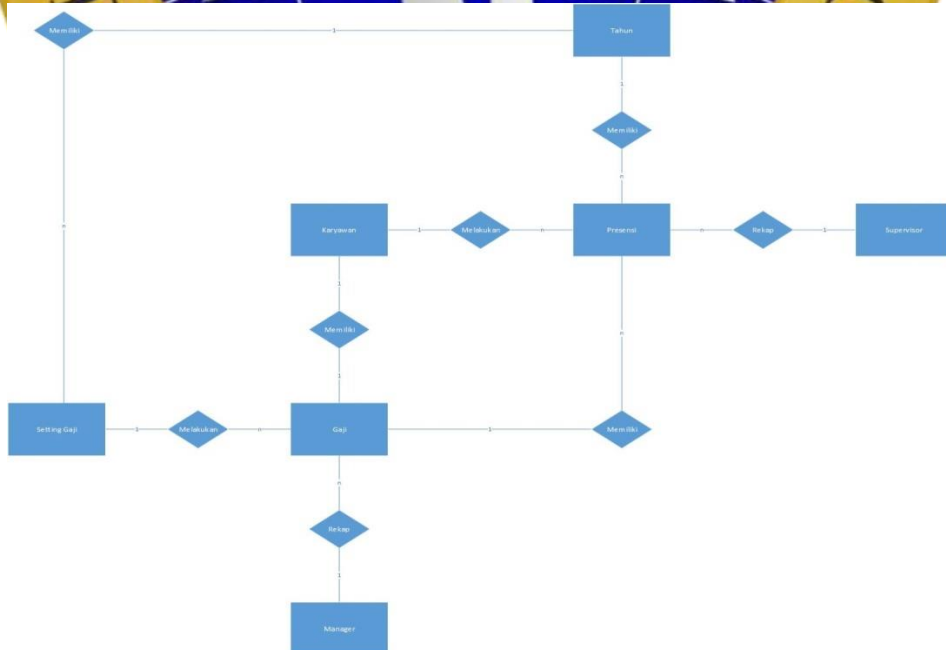 Memiliki
1
Tahun
1
Memiliki
n
Karyawan
1
Melakukan
n
Presensi
n
Rekap
1
Supervisor
n
1
Memiliki
1
n
Setting Gaji
1
Melakukan
n
Gaji
1
Memiliki
n
Rekap
1
Manager